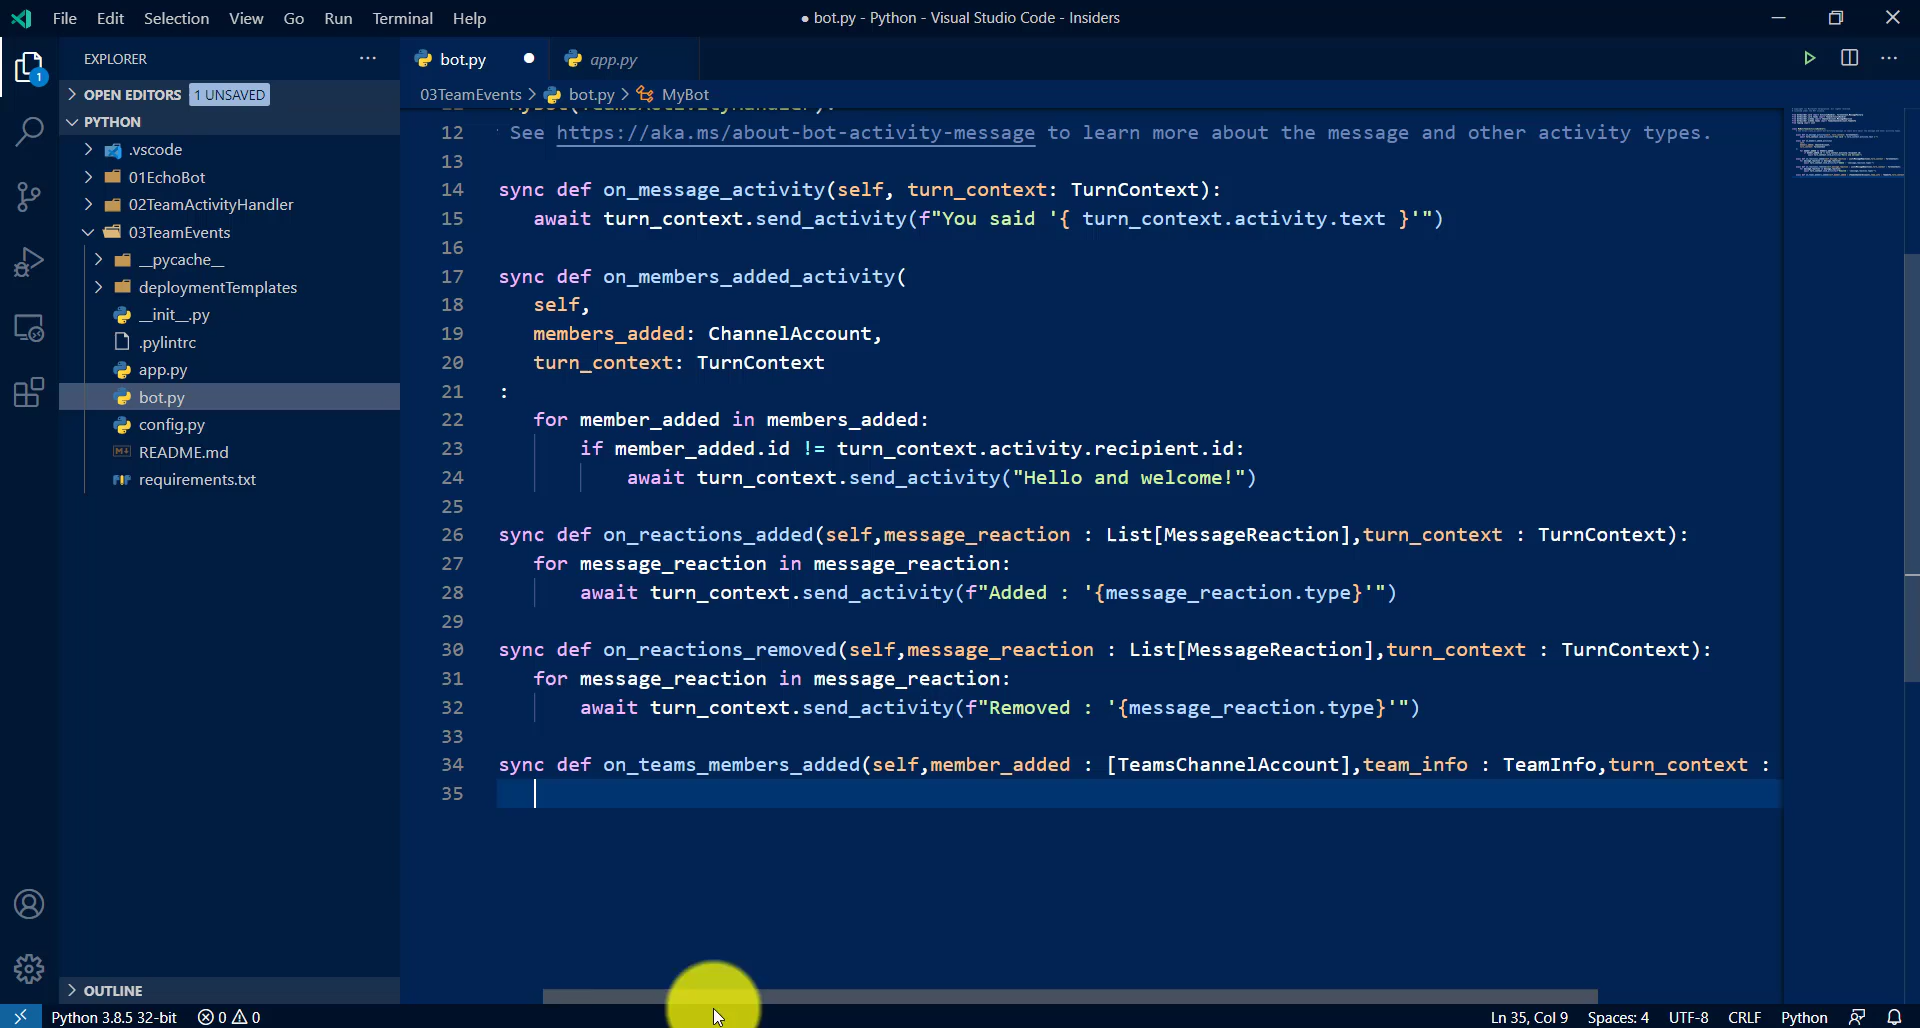 File Edit Selection View Go Run Terminal Help
● bot.py - Python - Visual Studio Code - Insiders
EXPLORER
bot.py
app.py
1
OPEN EDITORS 1 UNSAVED
03TeamEvents > bot.py > MyBot
PYTHON
.vscode
01EchoBot
02TeamActivityHandler
03TeamEvents
__pycache__
deploymentTemplates
__init__.py
.pylintrc
app.py
bot.py
config.py
README.md
requirements.txt
OUTLINE
12 See https://aka.ms/about-bot-activity-message to learn more about the message and other activity types.
13
14 sync def on_message_activity(self, turn_context: TurnContext):
15 await turn_context.send_activity(f"You said '{ turn_context.activity.text }'")
16
17 sync def on_members_added_activity(
18 self,
19 members_added: ChannelAccount,
20 turn_context: TurnContext
21 :
22 for member_added in members_added:
23 if member_added.id != turn_context.activity.recipient.id:
24 await turn_context.send_activity("Hello and welcome!")
25
26 sync def on_reactions_added(self,message_reaction : List[MessageReaction],turn_context : TurnContext):
27 for message_reaction in message_reaction:
28 await turn_context.send_activity(f"Added : '{message_reaction.type}'")
29
30 sync def on_reactions_removed(self,message_reaction : List[MessageReaction],turn_context : TurnContext):
31 for message_reaction in message_reaction:
32 await turn_context.send_activity(f"Removed : '{message_reaction.type}'")
33
34 sync def on_teams_members_added(self,member_added : [TeamsChannelAccount],team_info : TeamInfo,turn_context :
35
Python 3.8.5 32-bit 0 0
Ln 35, Col 9 Spaces: 4 UTF-8 CRLF Python